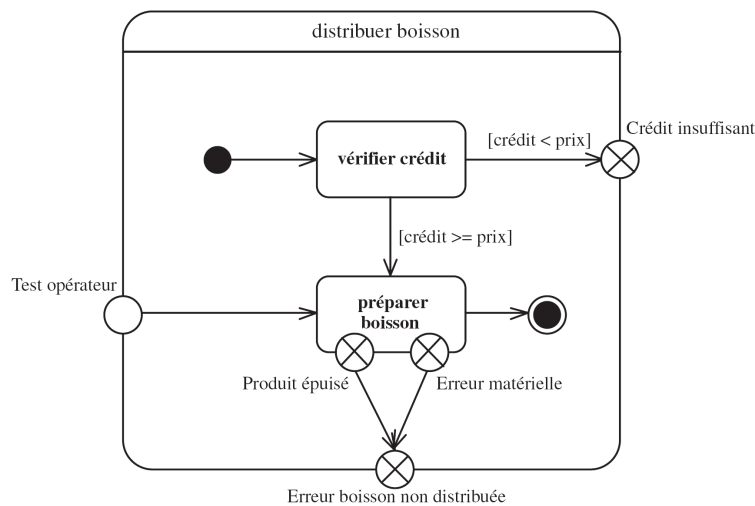 distribuer boisson
Crédit insuffisant
[crédit < prix]
vérifier crédit
[crédit >= prix]
Test opérateur
préparer
boisson
Produit épuisé
Erreur matérielle
Erreur boisson non distribuée